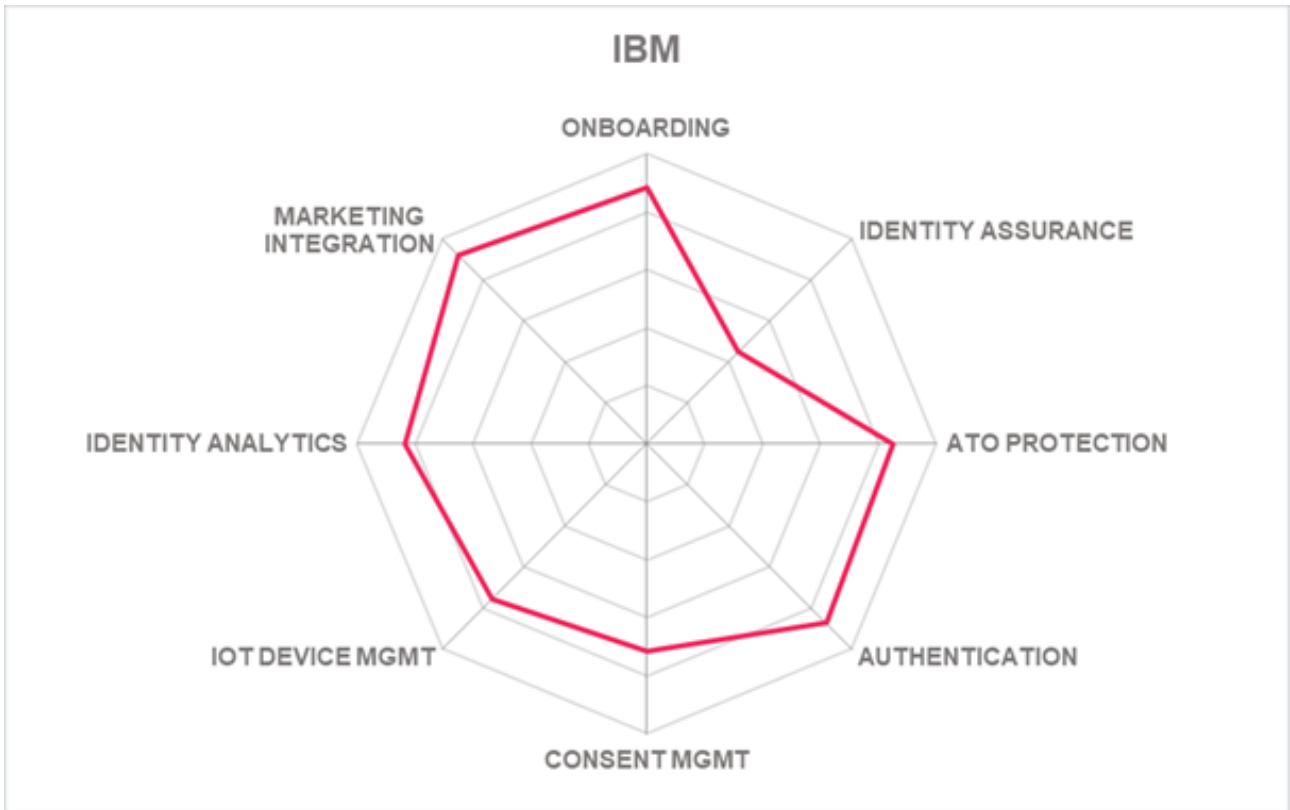 IBM
ONBOARDING
IDENTITY ASSURANCE
ATO PROTECTION
AUTHENTICATION
CONSENT MGMT
IOT DEVICE MGMT
IDENTITY ANALYTICS
MARKETING
INTEGRATION